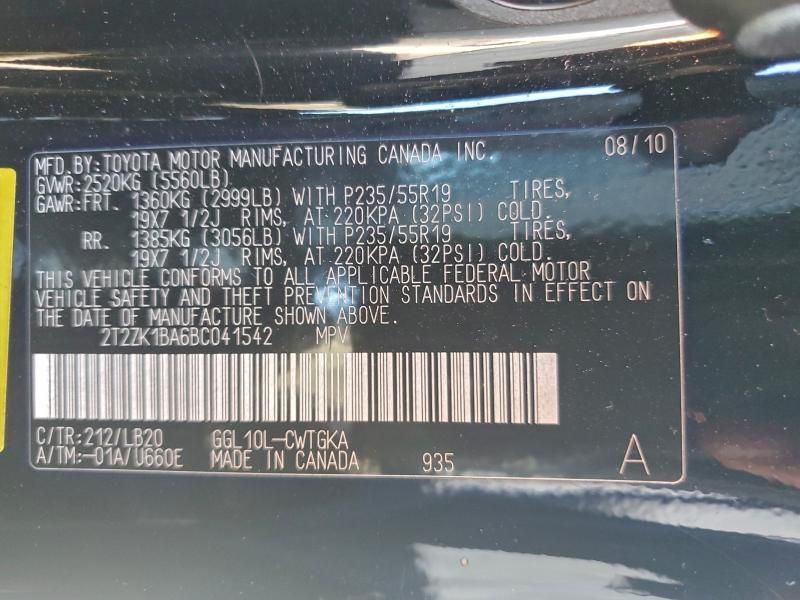 MFD.BY:TOYOTA MOTOR MANUFACTURING CANADA INC. 08/10
GVWR:2520KG (5560LB)
GAWR:FRT. 1360KG (2999LB) WITH P235/55R19 TIRES,
19X7 1/2J RIMS, AT 220KPA (32PSI) COLD.
RR. 1385KG (3056LB) WITH P235/55R19 TIRES,
19X7 1/2J RIMS, AT 220KPA (32PSI) COLD.
THIS VEHICLE CONFORMS TO ALL APPLICABLE FEDERAL MOTOR
VEHICLE SAFETY AND THEFT PREVENTION STANDARDS IN EFFECT ON
THE DATE OF MANUFACTURE SHOWN ABOVE.
2T2ZK1BA6BC041542 MPV
C/TR:212/LB20 GGL10L-CWTGKA
A/TM:-01A/U660E MADE IN CANADA 935 A